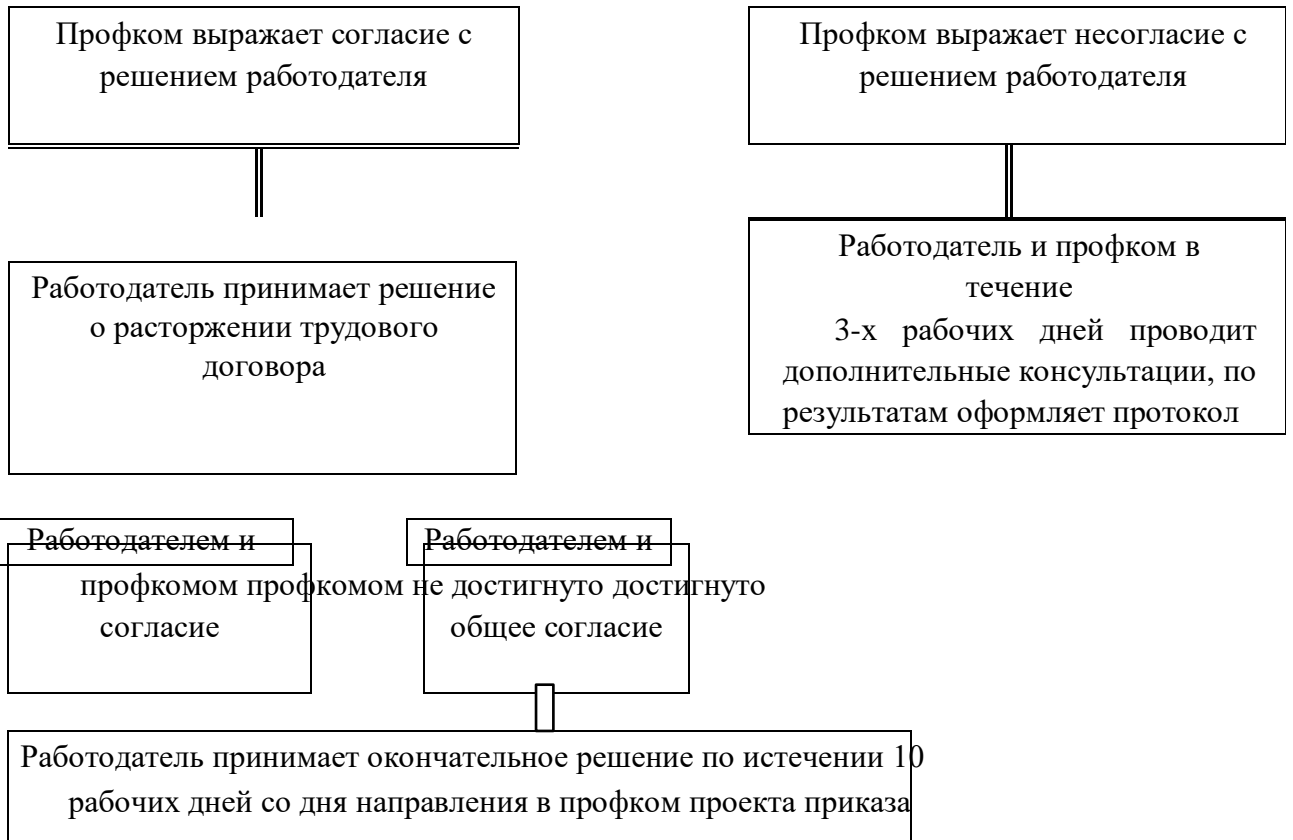 Профком выражает согласие с
решением работодателя
Профком выражает несогласие с
решением работодателя
Работодатель принимает решение
о расторжении трудового
договора
Работодатель и профком в
течение
3-х рабочих дней проводит
дополнительные консультации, по
результатам оформляет протокол
Работодателем и
Работодателем и
профкомом профкомом не достигнуто достигнуто
согласие
общее согласие
Работодатель принимает окончательное решение по истечении 10
рабочих дней со дня направления в профком проекта приказа